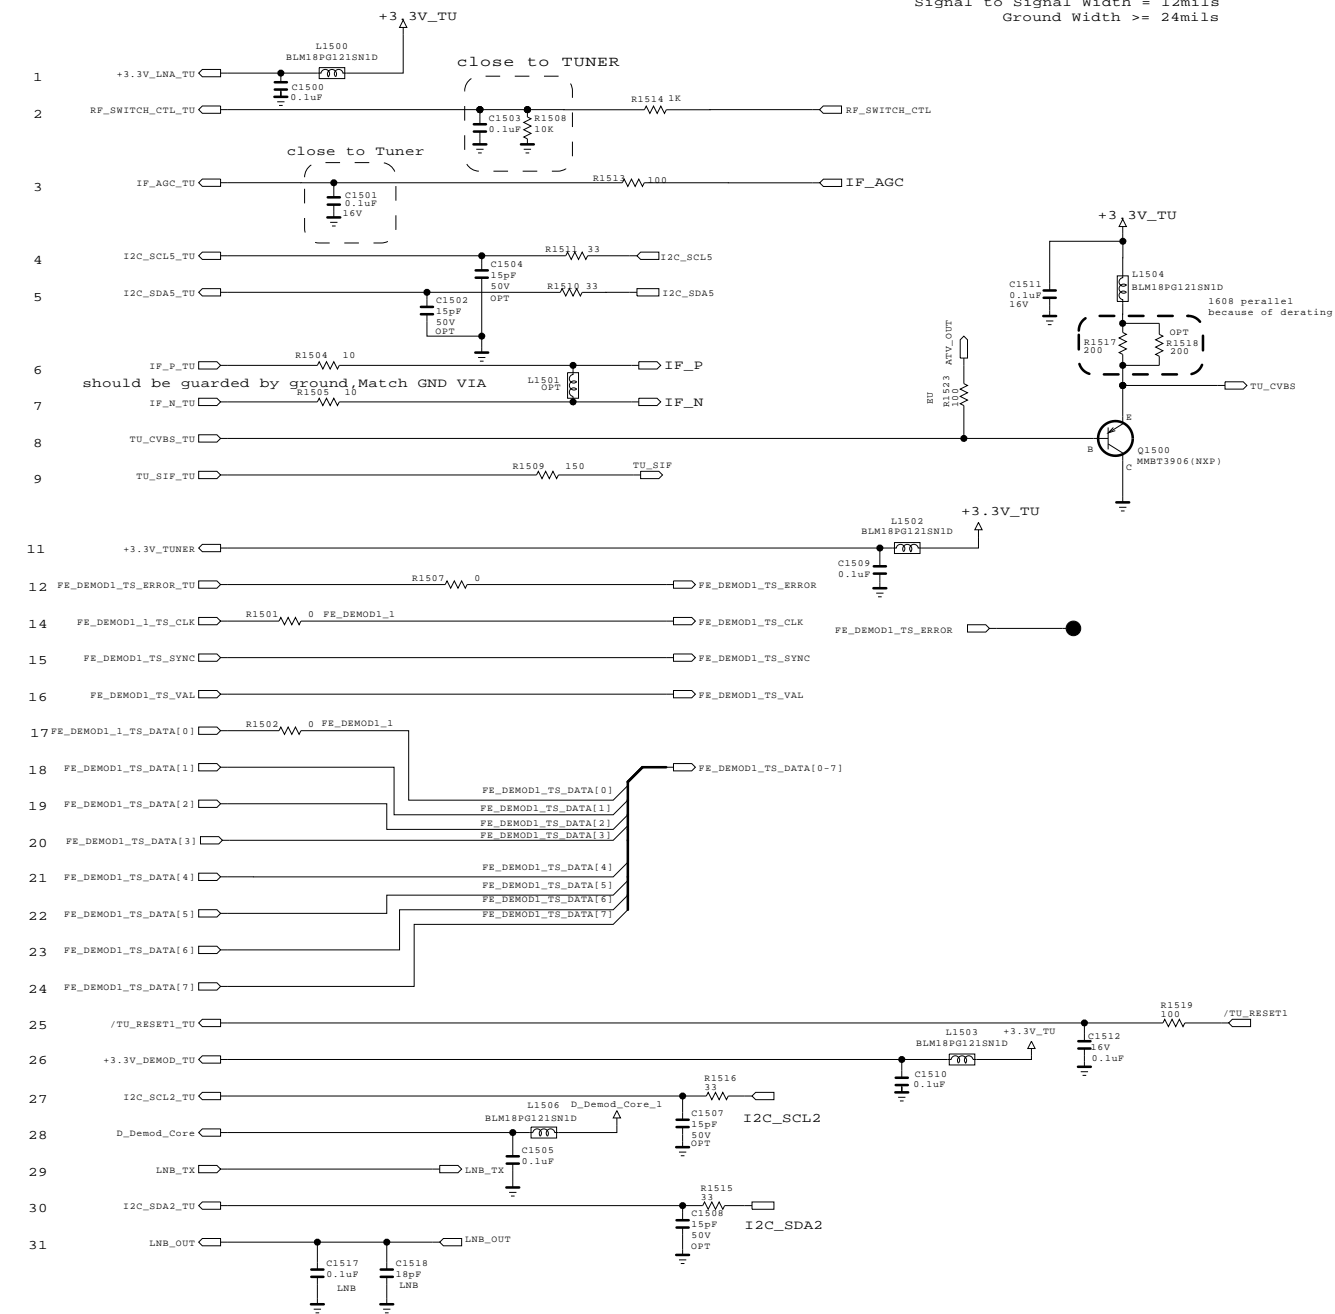 Signal to Signal Width = 12mils
Ground Width >= 24mils
+3.3V_TU
L1500
BLM18PG121SN1D
1
+3.3V_LNA_TU
C1500
0.1uF
close to TUNER
2
RF_SWITCH_CTL_TU
C1503
0.1uF
R1508
10K
R1514 1K
RF_SWITCH_CTL
close to Tuner
3
IF_AGC_TU
C1501
0.1uF
16V
R1513 100
IF_AGC
4
I2C_SCL5_TU
C1504
15pF
50V
OPT
R1511 33
I2C_SCL5
5
I2C_SDA5_TU
C1502
15pF
50V
OPT
R1510 33
I2C_SDA5
+3.3V_TU
C1511
0.1uF
16V
L1504
BLM18PG121SN1D
1608 perallel
because of derating
R1517
200
OPT
R1518
200
TU_CVBS
6
IF_P_TU
R1504 10
IF_P
should be guarded by ground,Match GND VIA
L1501
OPT
7
IF_N_TU
R1505 10
IF_N
ATV_OUT
EU
R1523
100
8
TU_CVBS_TU
E
B
C
Q1500
MMBT3906(NXP)
9
TU_SIF_TU
R1509 150
TU_SIF
+3.3V_TU
L1502
BLM18PG121SN1D
11
+3.3V_TUNER
C1509
0.1uF
12
FE_DEMOD1_TS_ERROR_TU
R1507 0
FE_DEMOD1_TS_ERROR
14
FE_DEMOD1_1_TS_CLK
R1501 0 FE_DEMOD1_1
FE_DEMOD1_TS_CLK
FE_DEMOD1_TS_ERROR
15
FE_DEMOD1_TS_SYNC
FE_DEMOD1_TS_SYNC
16
FE_DEMOD1_TS_VAL
FE_DEMOD1_TS_VAL
17
FE_DEMOD1_1_TS_DATA[0]
R1502 0 FE_DEMOD1_1
18
FE_DEMOD1_TS_DATA[1]
FE_DEMOD1_TS_DATA[0-7]
FE_DEMOD1_TS_DATA[0]
19
FE_DEMOD1_TS_DATA[2]
FE_DEMOD1_TS_DATA[1]
FE_DEMOD1_TS_DATA[2]
FE_DEMOD1_TS_DATA[3]
20
FE_DEMOD1_TS_DATA[3]
FE_DEMOD1_TS_DATA[4]
21
FE_DEMOD1_TS_DATA[4]
FE_DEMOD1_TS_DATA[5]
FE_DEMOD1_TS_DATA[6]
FE_DEMOD1_TS_DATA[7]
22
FE_DEMOD1_TS_DATA[5]
23
FE_DEMOD1_TS_DATA[6]
24
FE_DEMOD1_TS_DATA[7]
25
/TU_RESET1_TU
R1519
100
/TU_RESET1
C1512
16V
0.1uF
26
+3.3V_DEMOD_TU
L1503
BLM18PG121SN1D
+3.3V_TU
C1510
0.1uF
27
I2C_SCL2_TU
R1516
33
I2C_SCL2
C1507
15pF
50V
OPT
28
D_Demod_Core
L1506
BLM18PG121SN1D
D_Demod_Core_1
C1505
0.1uF
29
LNB_TX
LNB_TX
30
I2C_SDA2_TU
R1515
33
I2C_SDA2
C1508
15pF
50V
OPT
31
LNB_OUT
LNB_OUT
C1517
0.1uF
LNB
C1518
18pF
LNB